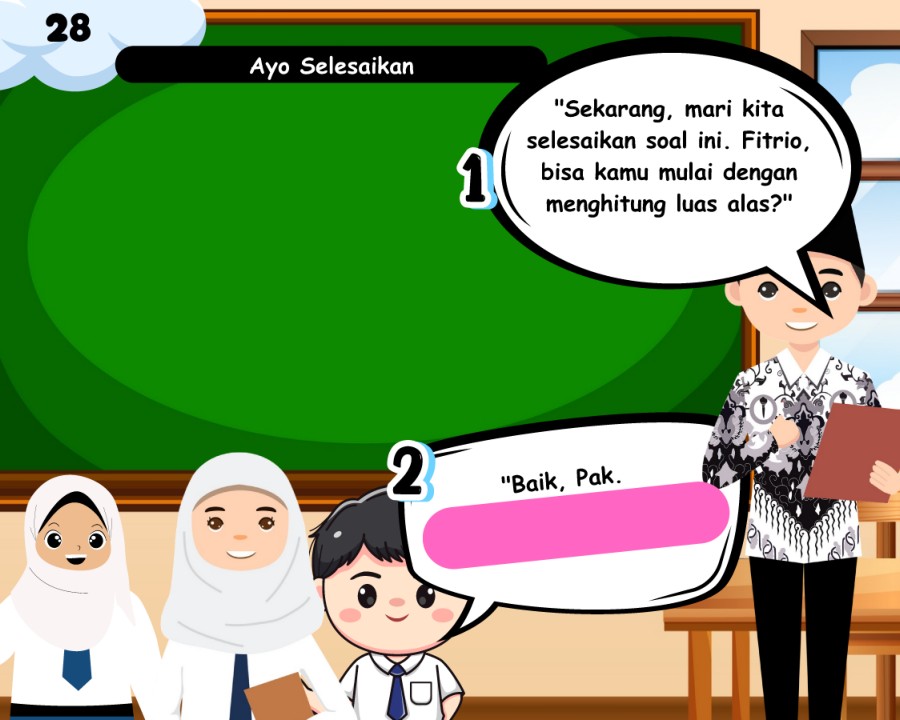 28
Ayo Selesaikan
1
"Sekarang, mari kita
selesaikan soal ini. Fitrio,
bisa kamu mulai dengan
menghitung luas alas?"
2
"Baik, Pak.